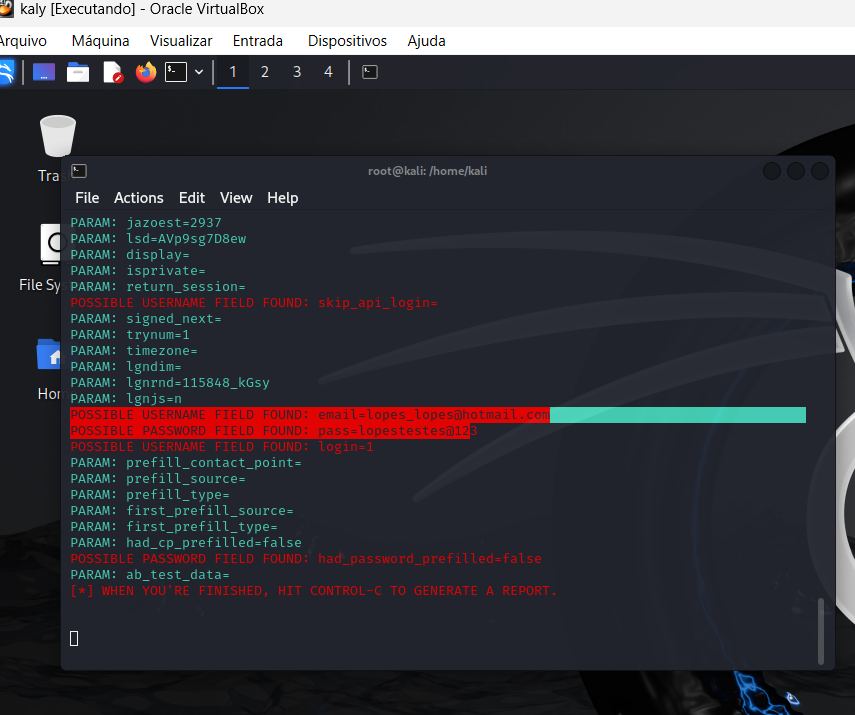 kaly [Executando] - Oracle VirtualBox
Arquivo Máquina Visualizar Entrada Dispositivos Ajuda
1 2 3 4
root@kali: /home/kali
File Actions Edit View Help
PARAM: jazoest=2937
PARAM: lsd=AVp9sg7D8ew
PARAM: display=
PARAM: isprivate=
PARAM: return_session=
POSSIBLE USERNAME FIELD FOUND: skip_api_login=
PARAM: signed_next=
PARAM: trynum=1
PARAM: timezone=
PARAM: lgndim=
PARAM: lgnrnd=115848_kGsy
PARAM: lgnjs=n
POSSIBLE USERNAME FIELD FOUND: email=lopes_lopes@hotmail.com
POSSIBLE PASSWORD FIELD FOUND: pass=lopestestes@123
POSSIBLE USERNAME FIELD FOUND: login=1
PARAM: prefill_contact_point=
PARAM: prefill_source=
PARAM: prefill_type=
PARAM: first_prefill_source=
PARAM: first_prefill_type=
PARAM: had_cp_prefilled=false
POSSIBLE PASSWORD FIELD FOUND: had_password_prefilled=false
PARAM: ab_test_data=
[*] WHEN YOU'RE FINISHED, HIT CONTROL-C TO GENERATE A REPORT.
Tra
File Sy
Hom